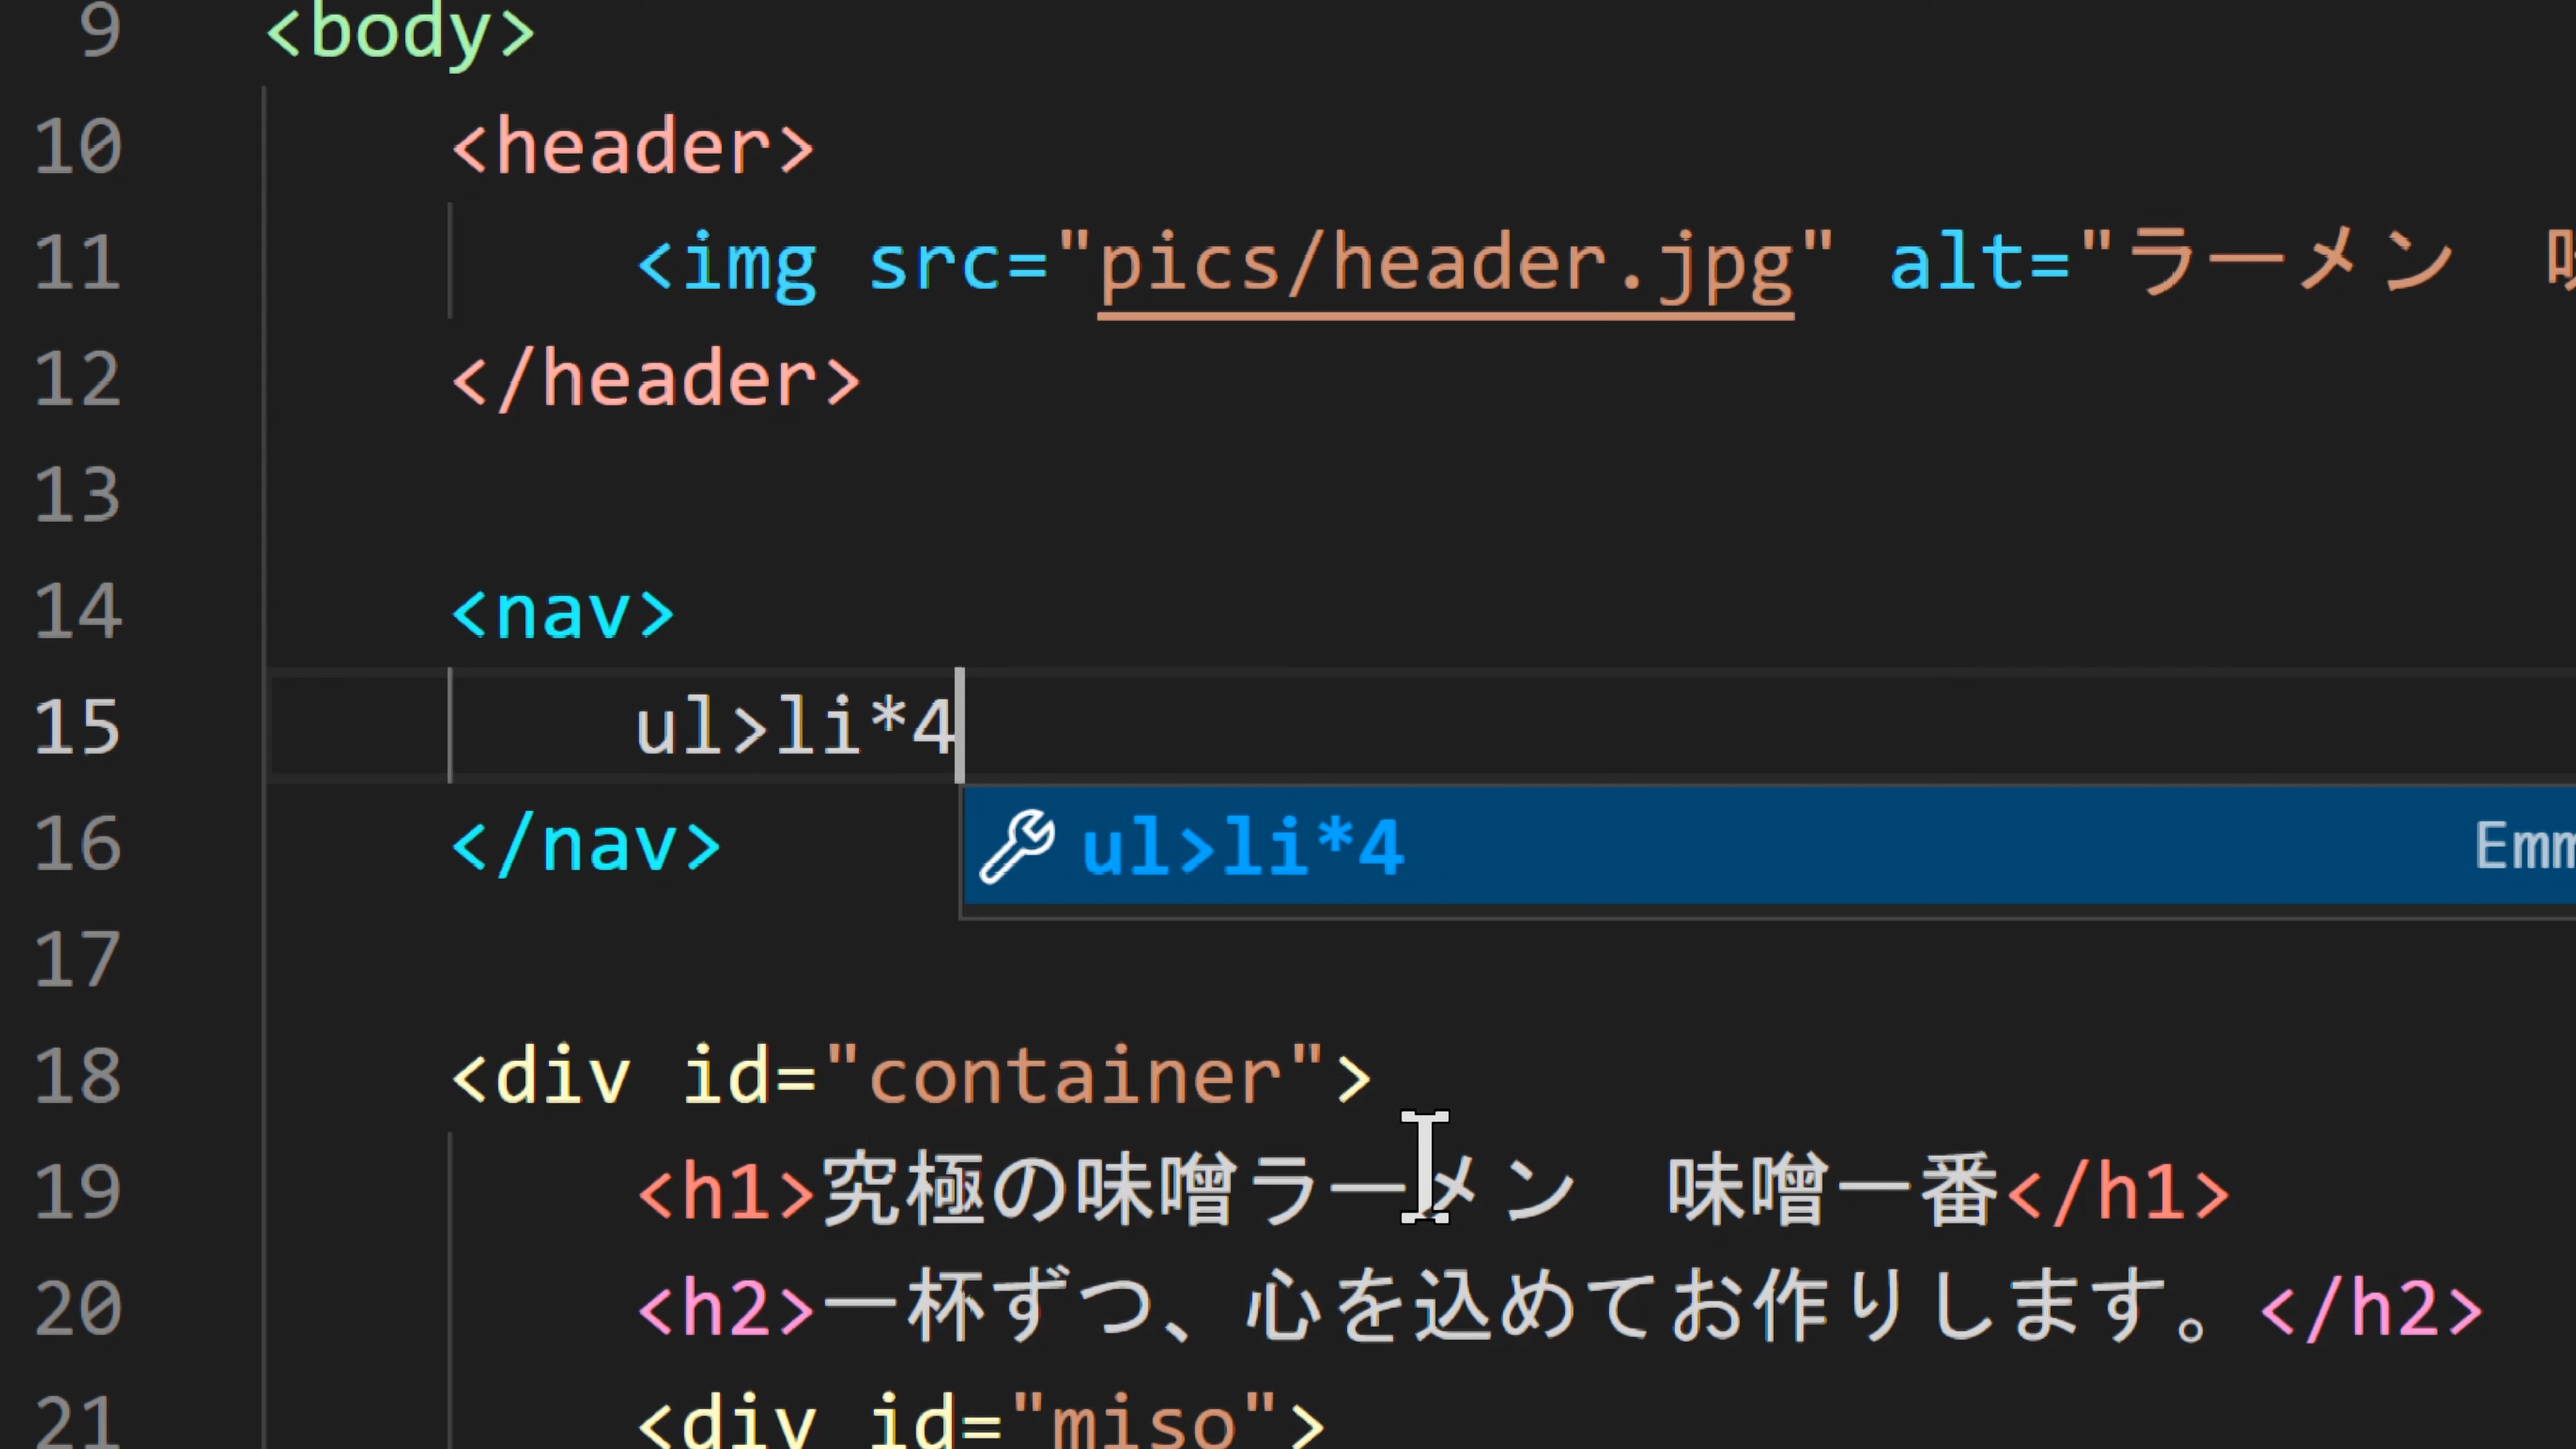 9 <body>
10 <header>
11 <img src="pics/header.jpg" alt="ラーメン
12 </header>
13
14 <nav>
15 ul>li*4
16 </nav>
ul>li*4
17
18 <div id="container">
19 <h1>究極の味噌ラーメン　味噌一番</h1>
20 <h2>一杯ずつ、心を込めてお作りします。</h2>
21 <div id="miso">